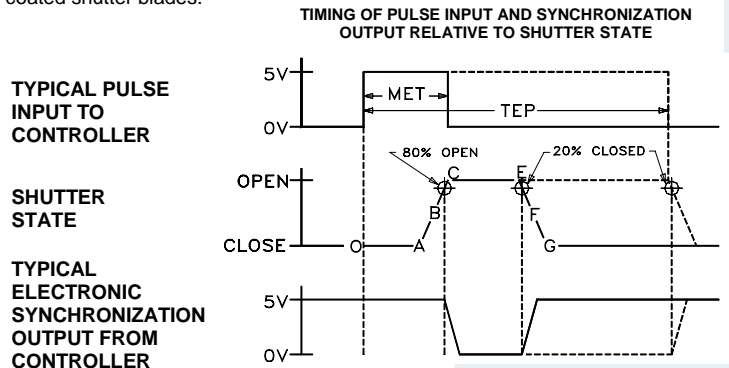 coated shutter blades.
TIMING OF PULSE INPUT AND SYNCHRONIZATION
OUTPUT RELATIVE TO SHUTTER STATE
TYPICAL PULSE
INPUT TO
CONTROLLER
5V
MET
TEP
0V
80% OPEN
20% CLOSED
SHUTTER
STATE
OPEN
C
E
B
F
CLOSE
O
A
G
TYPICAL
ELECTRONIC
SYNCHRONIZATION
OUTPUT FROM
CONTROLLER
5V
0V